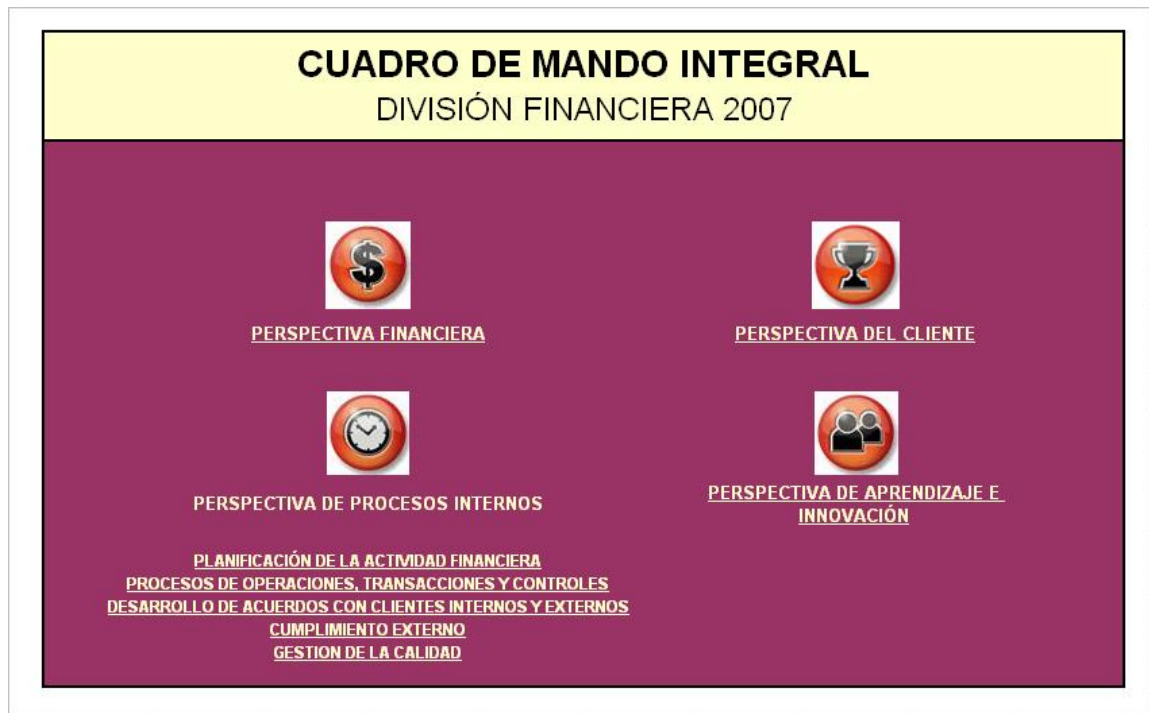 CUADRO DE MANDO INTEGRAL
DIVISIÓN FINANCIERA 2007
PERSPECTIVA FINANCIERA
PERSPECTIVA DEL CLIENTE
PERSPECTIVA DE PROCESOS INTERNOS
PLANIFICACIÓN DE LA ACTIVIDAD FINANCIERA
PROCESOS DE OPERACIONES, TRANSACCIONES Y CONTROLES
DESARROLLO DE ACUERDOS CON CLIENTES INTERNOS Y EXTERNOS
CUMPLIMIENTO EXTERNO
GESTION DE LA CALIDAD
PERSPECTIVA DE APRENDIZAJE E
INNOVACIÓN